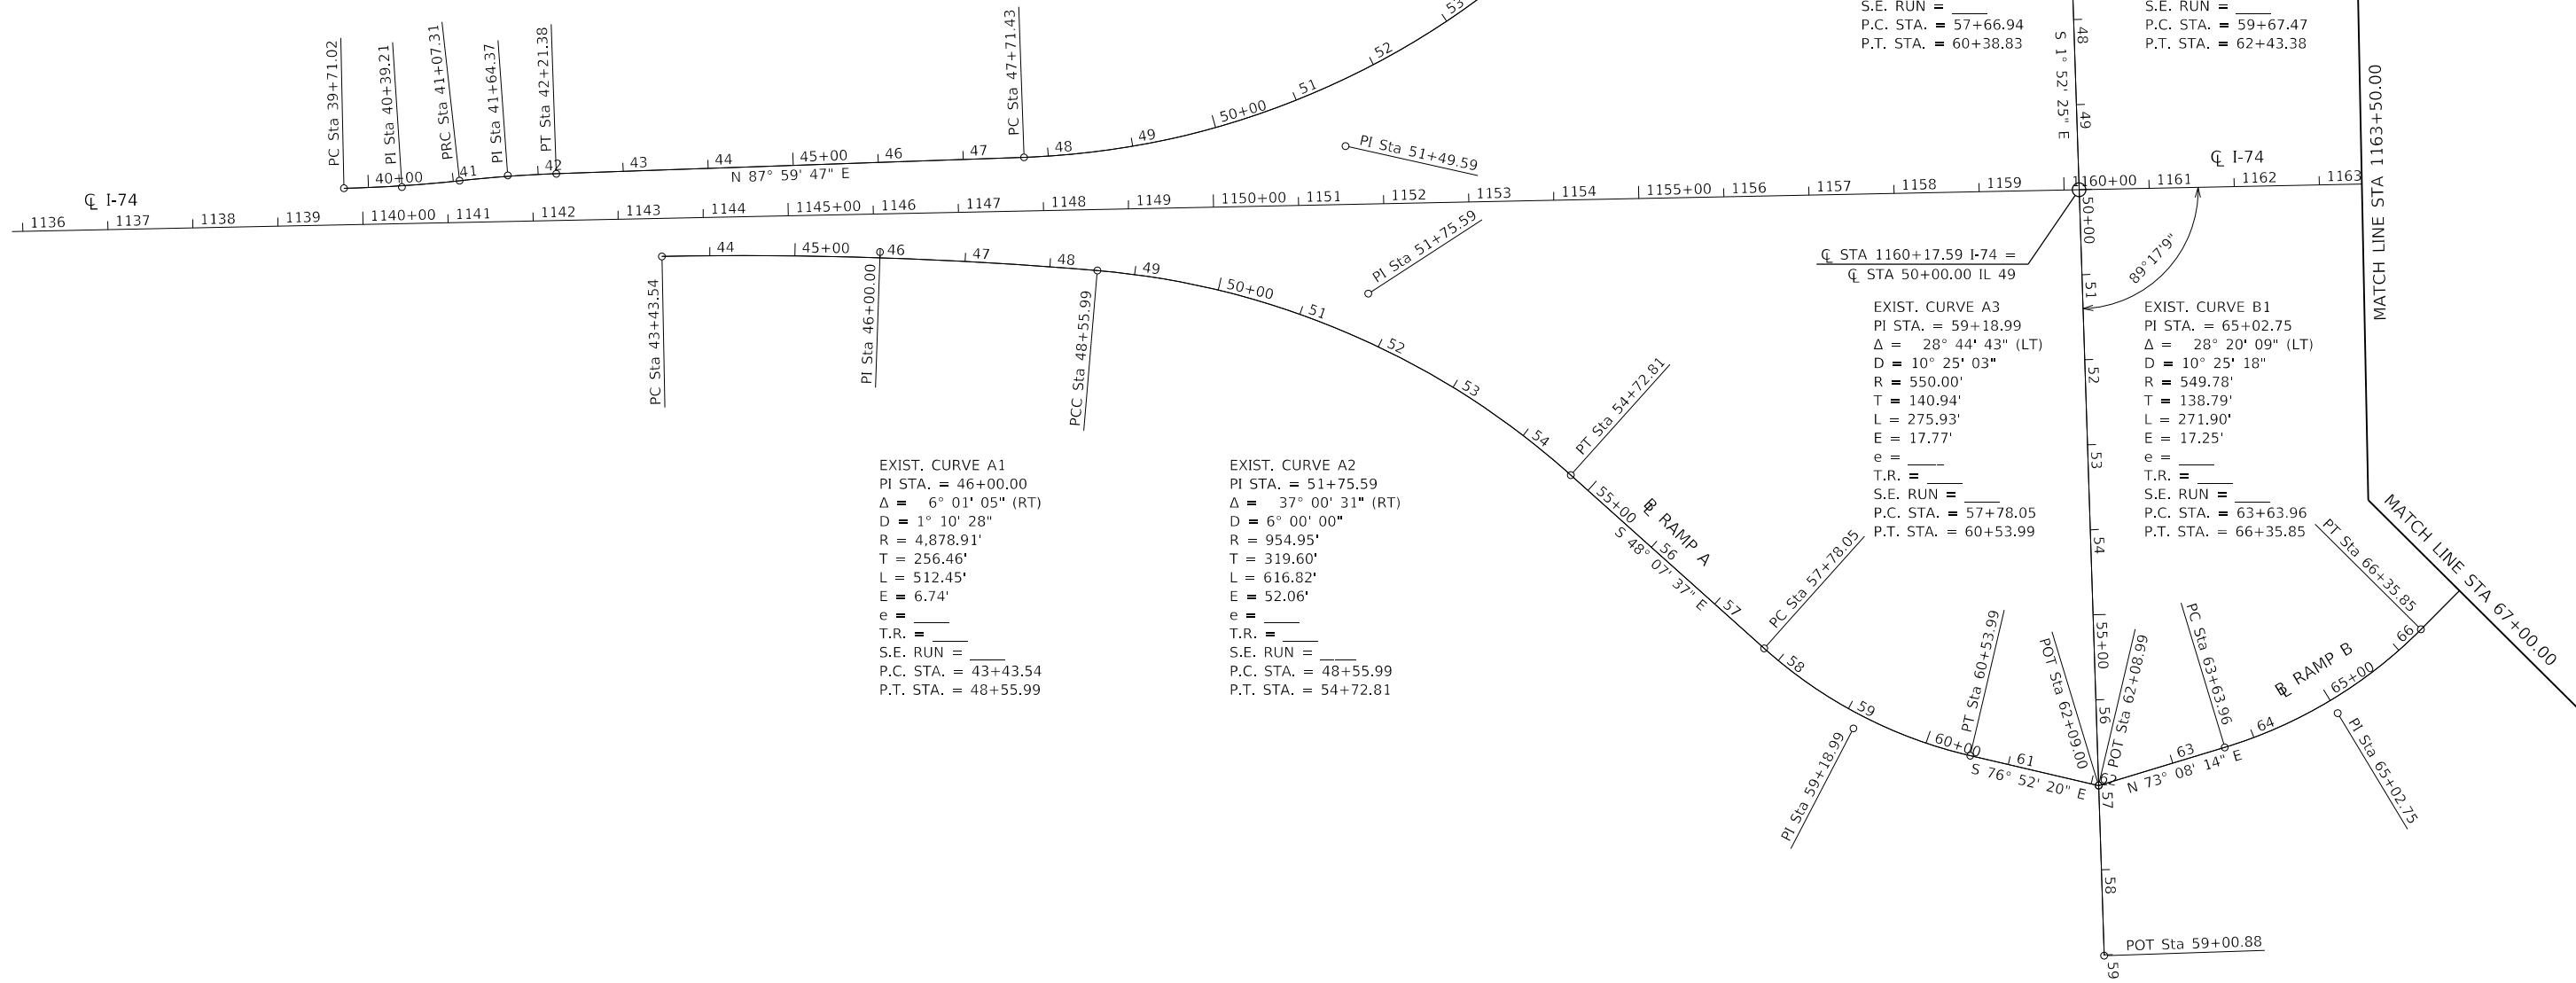 S.E. RUN = ____
P.C. STA. = 57+66.94
P.T. STA. = 60+38.83
S.E. RUN = ____
P.C. STA. = 59+67.47
P.T. STA. = 62+43.38
PC Sta 39+71.02
PI Sta 40+39.21
PRC Sta 41+07.31
PI Sta 41+64.37
PT Sta 42+21.38
PC Sta 47+71.43
40+00
41
42
43
44
45+00
46
47
48
49
50+00
51
52
53
N 87° 59' 47" E
PI Sta 51+49.59
S 1° 52' 25" E
48
49
50+00
51
52
53
54
55+00
56
57
58
59
MATCH LINE STA 1163+50.00
℄ I-74
℄ I-74
1136
1137
1138
1139
1140+00
1141
1142
1143
1144
1145+00
1146
1147
1148
1149
1150+00
1151
1152
1153
1154
1155+00
1156
1157
1158
1159
1160+00
1161
1162
1163
44
45+00
46
47
48
49
50+00
51
52
53
54
55+00
56
57
58
59
60+00
61
62
63
64
65+00
66
PC Sta 43+43.54
PI Sta 46+00.00
PCC Sta 48+55.99
PI Sta 51+75.59
PT Sta 54+72.81
℄ STA 1160+17.59 I-74 =
℄ STA 50+00.00 IL 49
89°17'9"
EXIST. CURVE A3
PI STA. = 59+18.99
Δ = 28° 44' 43" (LT)
D = 10° 25' 03"
R = 550.00'
T = 140.94'
L = 275.93'
E = 17.77'
e = ____
T.R. = ____
S.E. RUN = ____
P.C. STA. = 57+78.05
P.T. STA. = 60+53.99
EXIST. CURVE B1
PI STA. = 65+02.75
Δ = 28° 20' 09" (LT)
D = 10° 25' 18"
R = 549.78'
T = 138.79'
L = 271.90'
E = 17.25'
e = ____
T.R. = ____
S.E. RUN = ____
P.C. STA. = 63+63.96
P.T. STA. = 66+35.85
EXIST. CURVE A1
PI STA. = 46+00.00
Δ = 6° 01' 05" (RT)
D = 1° 10' 28"
R = 4,878.91'
T = 256.46'
L = 512.45'
E = 6.74'
e = ____
T.R. = ____
S.E. RUN = ____
P.C. STA. = 43+43.54
P.T. STA. = 48+55.99
EXIST. CURVE A2
PI STA. = 51+75.59
Δ = 37° 00' 31" (RT)
D = 6° 00' 00"
R = 954.95'
T = 319.60'
L = 616.82'
E = 52.06'
e = ____
T.R. = ____
S.E. RUN = ____
P.C. STA. = 48+55.99
P.T. STA. = 54+72.81
BL RAMP A
S 48° 07' 37" E
PC Sta 57+78.05
PI Sta 59+18.99
PT Sta 60+53.99
POT Sta 62+09.00
POT Sta 62+08.99
S 76° 52' 20" E
N 73° 08' 14" E
PC Sta 63+63.96
BL RAMP B
PI Sta 65+02.75
PT Sta 66+35.85
MATCH LINE STA 67+00.00
POT Sta 59+00.88